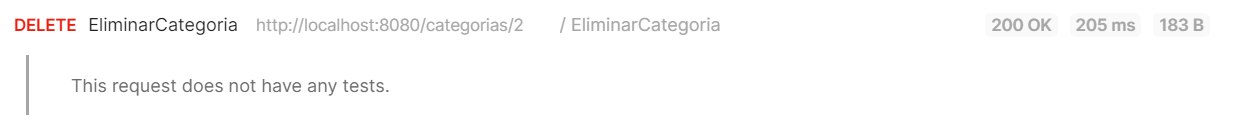 DELETE EliminarCategoria http://localhost:8080/categorias/2 / EliminarCategoria 200 OK 205 ms 183 B
This request does not have any tests.